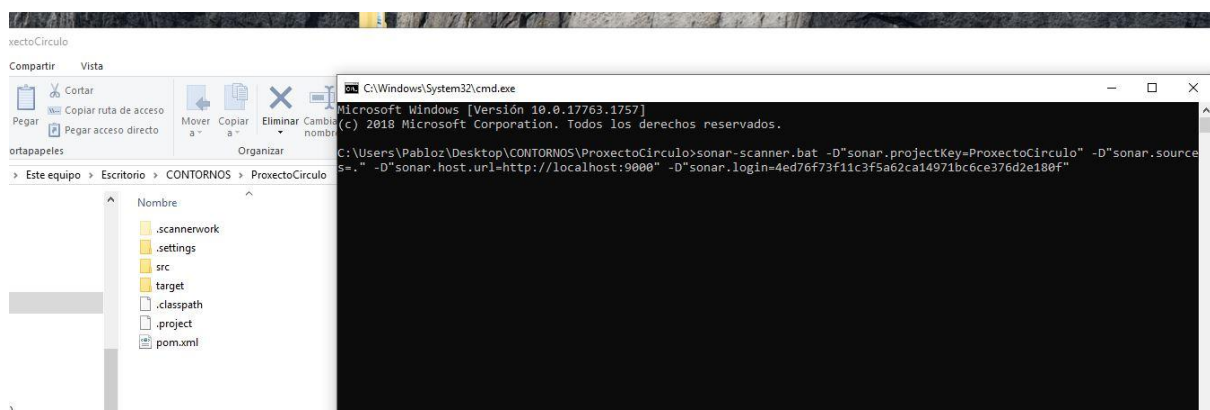 xectoCirculo
Compartir Vista
Cortar
Copiar ruta de acceso
Pegar acceso directo
Pegar
Mover a
Copiar a
Eliminar
Cambia
nombre
ortapapeles
Organizar
> Este equipo > Escritorio > CONTORNOS > ProxectoCirculo
Nombre
.scannerwork
.settings
src
target
.classpath
.project
pom.xml
C:\Windows\System32\cmd.exe
Microsoft Windows [Versión 10.0.17763.1757]
(c) 2018 Microsoft Corporation. Todos los derechos reservados.
C:\Users\Pabloz\Desktop\CONTORNOS\ProxectoCirculo>sonar-scanner.bat -D"sonar.projectKey=ProxectoCirculo" -D"sonar.source
s=." -D"sonar.host.url=http://localhost:9000" -D"sonar.login=4ed76f73f11c3f5a62ca14971bc6ce376d2e180f"